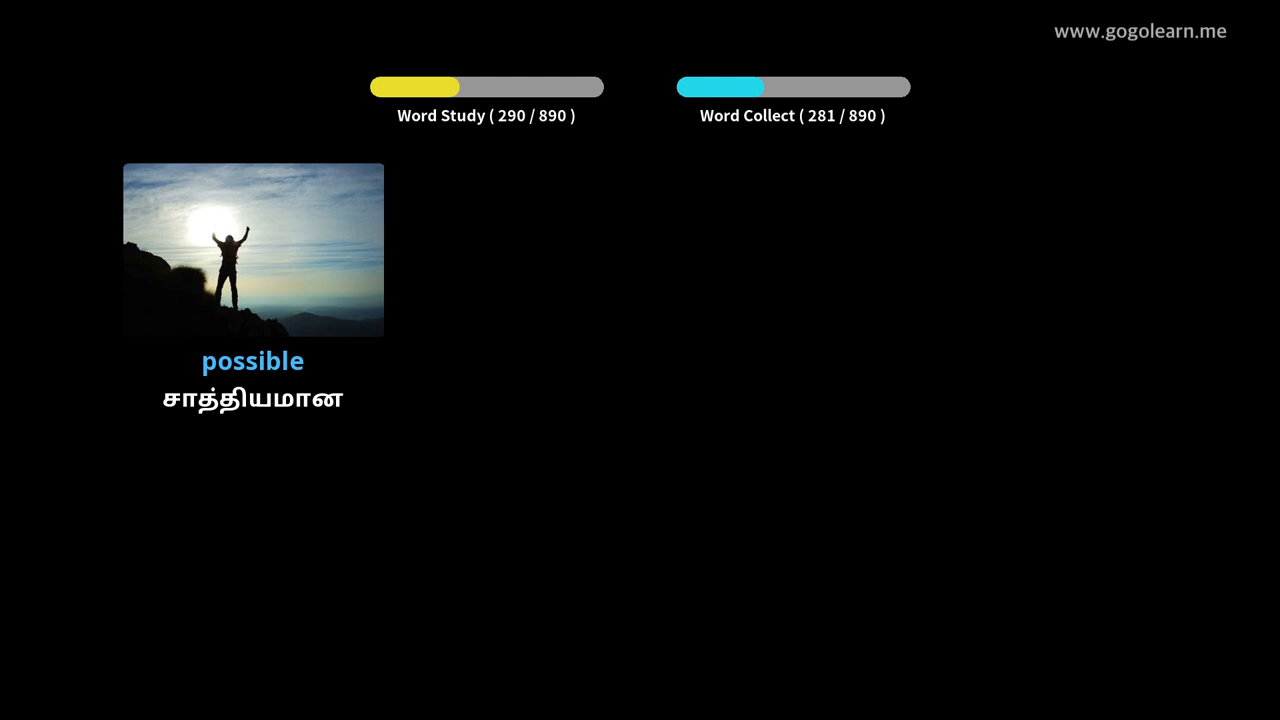 www.gogolearn.me
Word Study ( 290 / 890 )
Word Collect ( 281 / 890 )
possible
சாத்தியமான